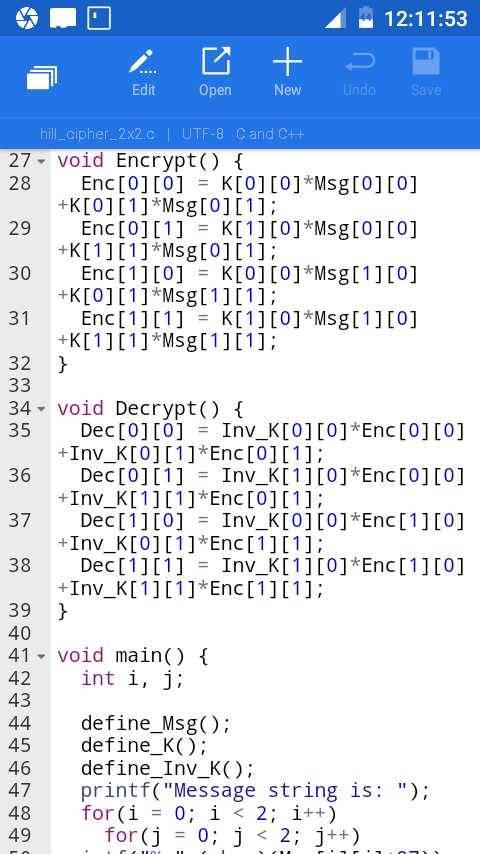 12:11:53
Edit Open New Undo Save
hill_cipher_2x2.c | UTF-8 C and C++
27 void Encrypt() {
28 Enc[0][0] = K[0][0]*Msg[0][0]
+K[0][1]*Msg[0][1];
29 Enc[0][1] = K[1][0]*Msg[0][0]
+K[1][1]*Msg[0][1];
30 Enc[1][0] = K[0][0]*Msg[1][0]
+K[0][1]*Msg[1][1];
31 Enc[1][1] = K[1][0]*Msg[1][0]
+K[1][1]*Msg[1][1];
32 }
33
34 void Decrypt() {
35 Dec[0][0] = Inv_K[0][0]*Enc[0][0]
+Inv_K[0][1]*Enc[0][1];
36 Dec[0][1] = Inv_K[1][0]*Enc[0][0]
+Inv_K[1][1]*Enc[0][1];
37 Dec[1][0] = Inv_K[0][0]*Enc[1][0]
+Inv_K[0][1]*Enc[1][1];
38 Dec[1][1] = Inv_K[1][0]*Enc[1][0]
+Inv_K[1][1]*Enc[1][1];
39 }
40
41 void main() {
42 int i, j;
43
44 define_Msg();
45 define_K();
46 define_Inv_K();
47 printf("Message string is: ");
48 for(i = 0; i < 2; i++)
49 for(j = 0; j < 2; j++)